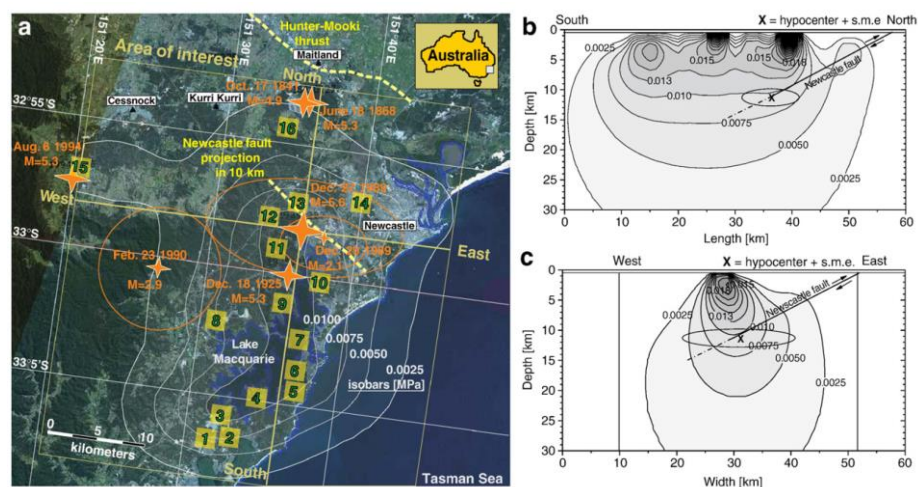 a
151°20'E
151°30'E
151°40'E
Hunter-Mooki
thrust
Maitland
Australia
Area of interest
North
Oct. 17 1841
M=4.9
June 18 1868
M=5.3
32°55'S
Cessnock
Kurri Kurri
16
Aug. 6 1994
M=5.3
15
West
Newcastle fault
projection
in 10 km
M=5.6
13
14
12
Newcastle
33°S
11
East
Feb. 23 1990
M=2.9
M=2.1
Dec. 18 1925
M=5.3
10
9
8
0.0100
Lake
Macquarie
7
0.0075
0.0050
0.0025
isobars [MPa]
33°5'S
6
5
4
3
1
2
0
5
10
kilometers
South
Tasman Sea
b
South
X = hypocenter + s.m.e
North
0.0025
0.015
0.015
0.015
0.013
0.010
Newcastle fault
0.0075
0.0050
0.0025
X
Depth [km]
0
5
10
15
20
25
30
0 10 20 30 40 50 60
Length [km]
c
X = hypocenter + s.m.e.
West
East
0.0025
0.015
0.013
0.010
Newcastle fault
0.0075
0.0050
0.0025
X
Depth [km]
0
5
10
15
20
25
30
0 10 20 30 40 50 60
Width [km]